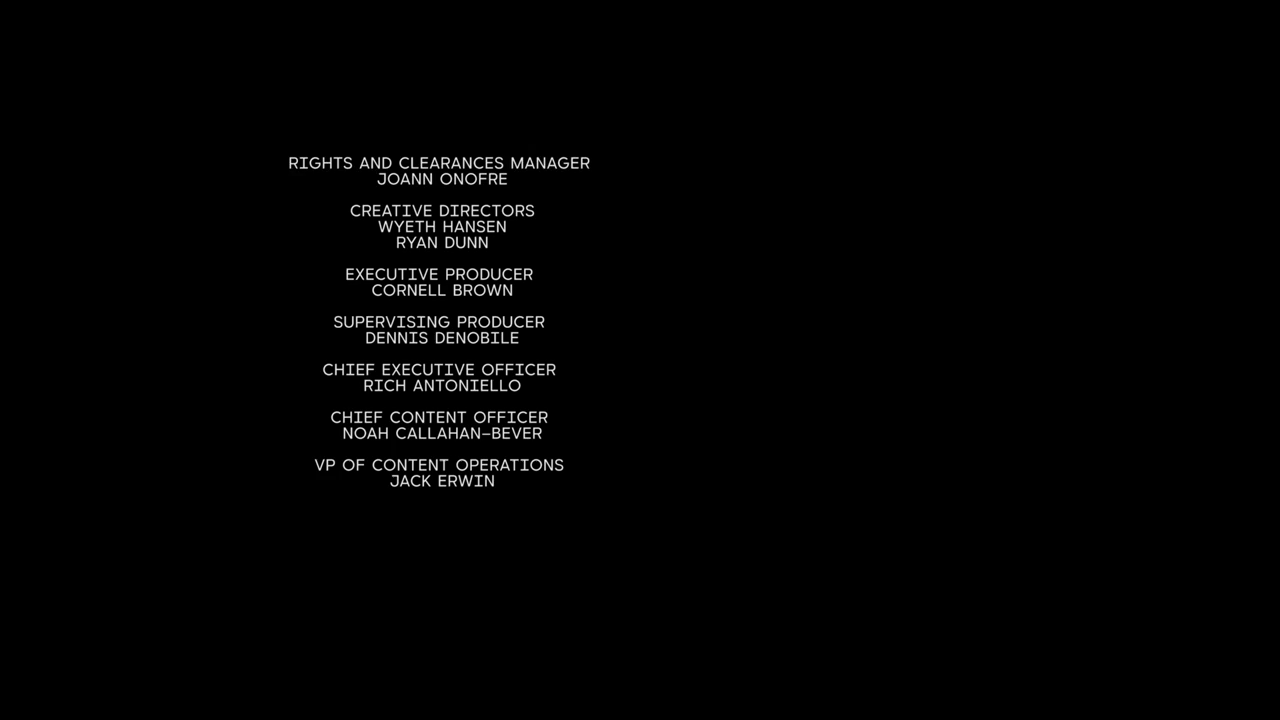 RIGHTS AND CLEARANCES MANAGER
JOANN ONOFRE
CREATIVE DIRECTORS
WYETH HANSEN
RYAN DUNN
EXECUTIVE PRODUCER
CORNELL BROWN
SUPERVISING PRODUCER
DENNIS DENOBILE
CHIEF EXECUTIVE OFFICER
RICH ANTONIELLO
CHIEF CONTENT OFFICER
NOAH CALLAHAN-BEVER
VP OF CONTENT OPERATIONS
JACK ERWIN